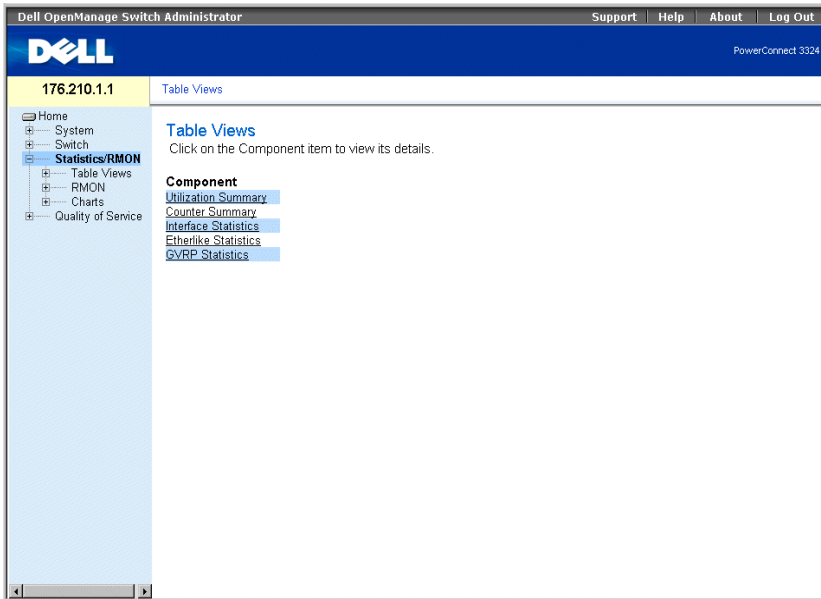 Dell OpenManage Switch Administrator
Support | Help | About | Log Out
DELL
PowerConnect 3324
176.210.1.1
Table Views
Home
System
Switch
Statistics/RMON
Table Views
RMON
Charts
Quality of Service
Table Views
Click on the Component item to view its details.
Component
Utilization Summary
Counter Summary
Interface Statistics
Etherlike Statistics
GVRP Statistics